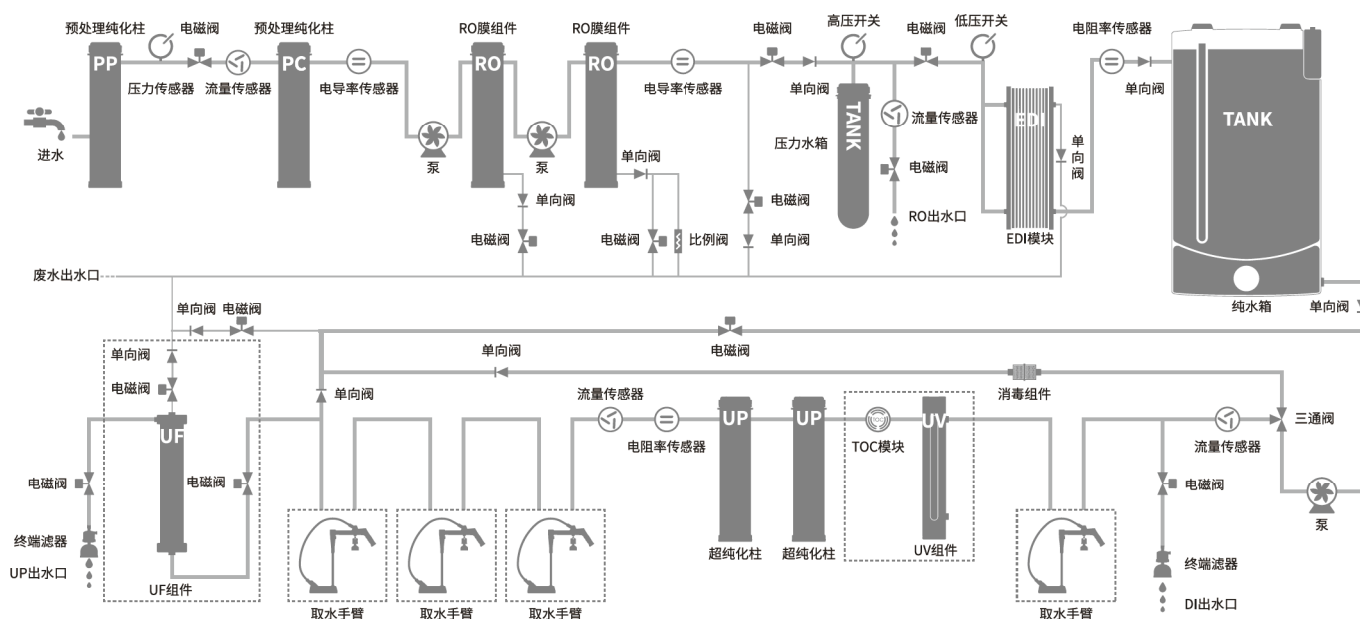 预处理纯化柱
电磁阀
预处理纯化柱
RO膜组件
RO膜组件
电磁阀
高压开关
电磁阀
低压开关
电阻率传感器
PP
PC
RO
RO
压力传感器
流量传感器
电导率传感器
电导率传感器
单向阀
TANK
流量传感器
EDI
单向阀
TANK
进水
泵
泵
单向阀
压力水箱
单向阀
电磁阀
单向阀
电磁阀
RO出水口
电磁阀
电磁阀
比例阀
单向阀
EDI模块
废水出水口
纯水箱
单向阀
单向阀
电磁阀
单向阀
单向阀
电磁阀
电磁阀
单向阀
流量传感器
消毒组件
UF
UP
UP
TOC
UV
电阻率传感器
TOC模块
流量传感器
三通阀
电磁阀
电磁阀
电磁阀
泵
终端滤器
UP出水口
UF组件
超纯化柱
超纯化柱
UV组件
终端滤器
DI出水口
取水手臂
取水手臂
取水手臂
取水手臂